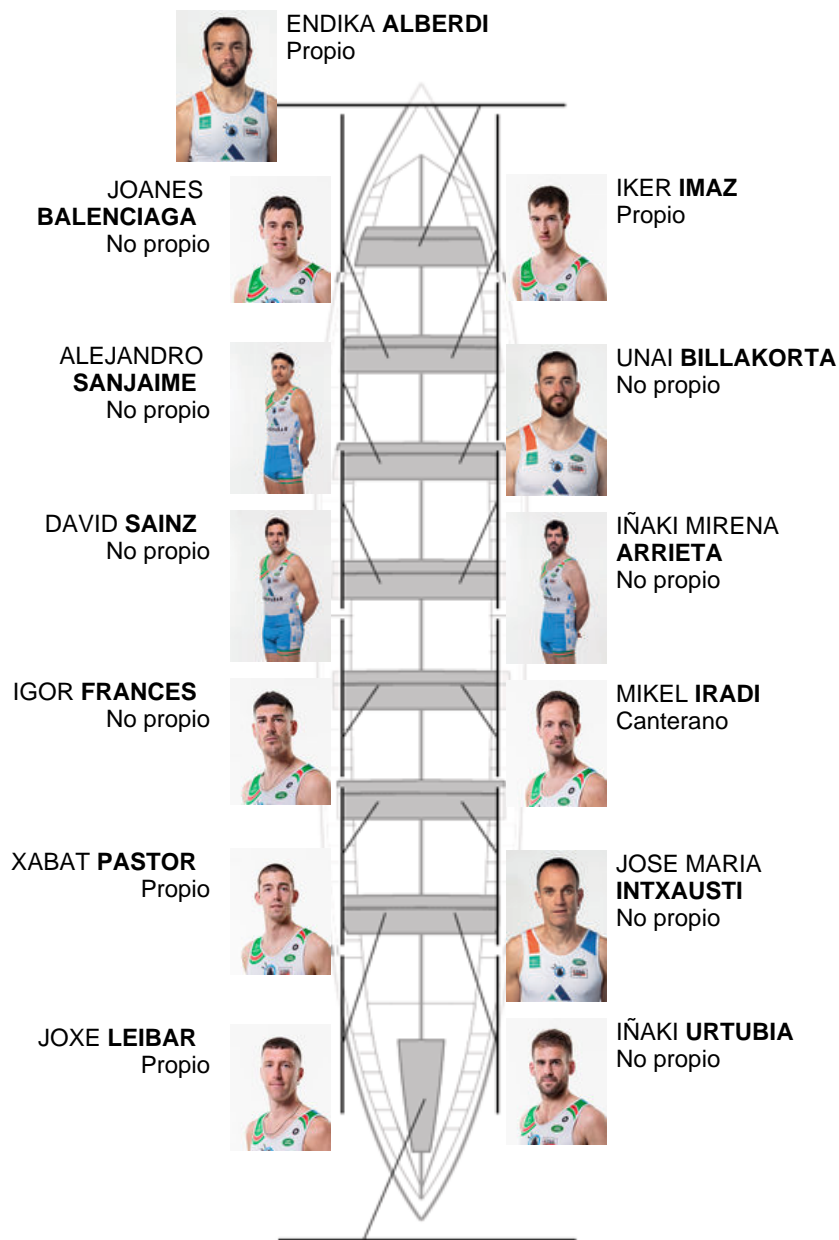 ENDIKA ALBERDI
Propio
JOANES
BALENCIAGA
No propio
IKER IMAZ
Propio
ALEJANDRO
SANJAIME
No propio
UNAI BILLAKORTA
No propio
DAVID SAINZ
No propio
IÑAKI MIRENA
ARRIETA
No propio
IGOR FRANCES
No propio
MIKEL IRADI
Canterano
XABAT PASTOR
Propio
JOSE MARIA
INTXAUSTI
No propio
JOXE LEIBAR
Propio
IÑAKI URTUBIA
No propio